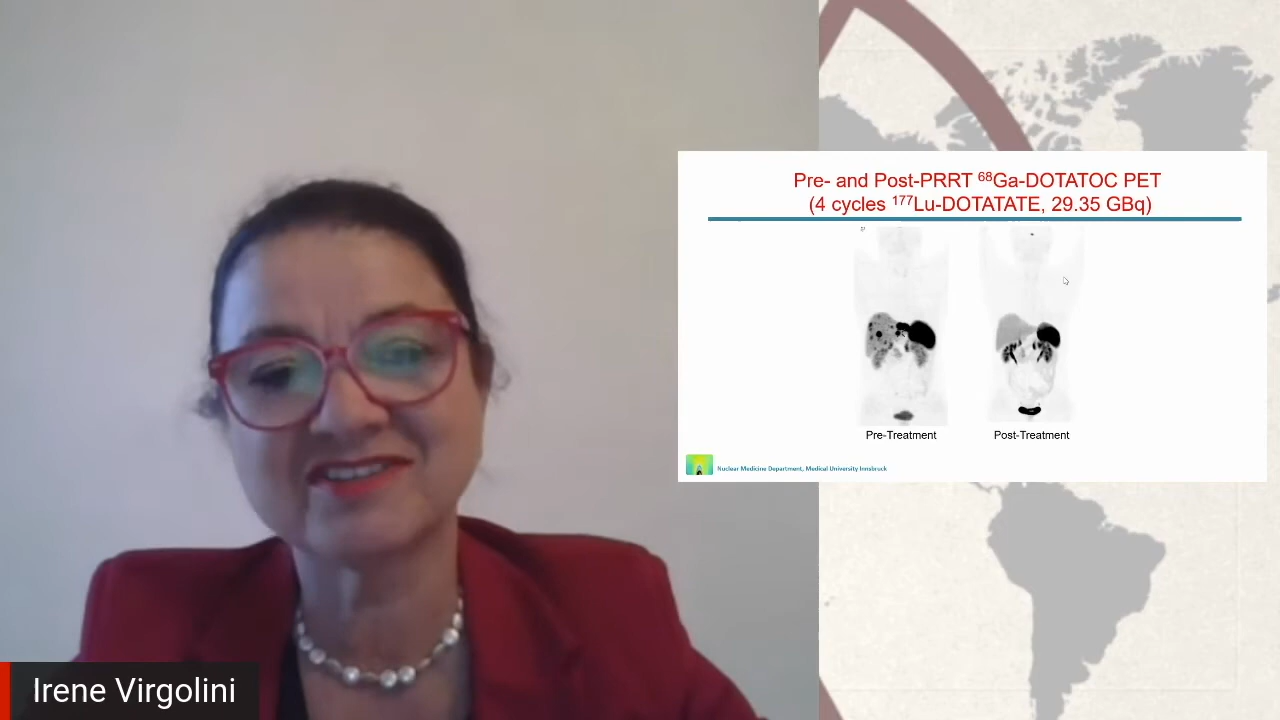 Pre- and Post-PRRT ⁶⁸Ga-DOTATOC PET
(4 cycles ¹⁷⁷Lu-DOTATATE, 29.35 GBq)
Pre-Treatment
Post-Treatment
Nuclear Medicine Department, Medical University Innsbruck
Irene Virgolini